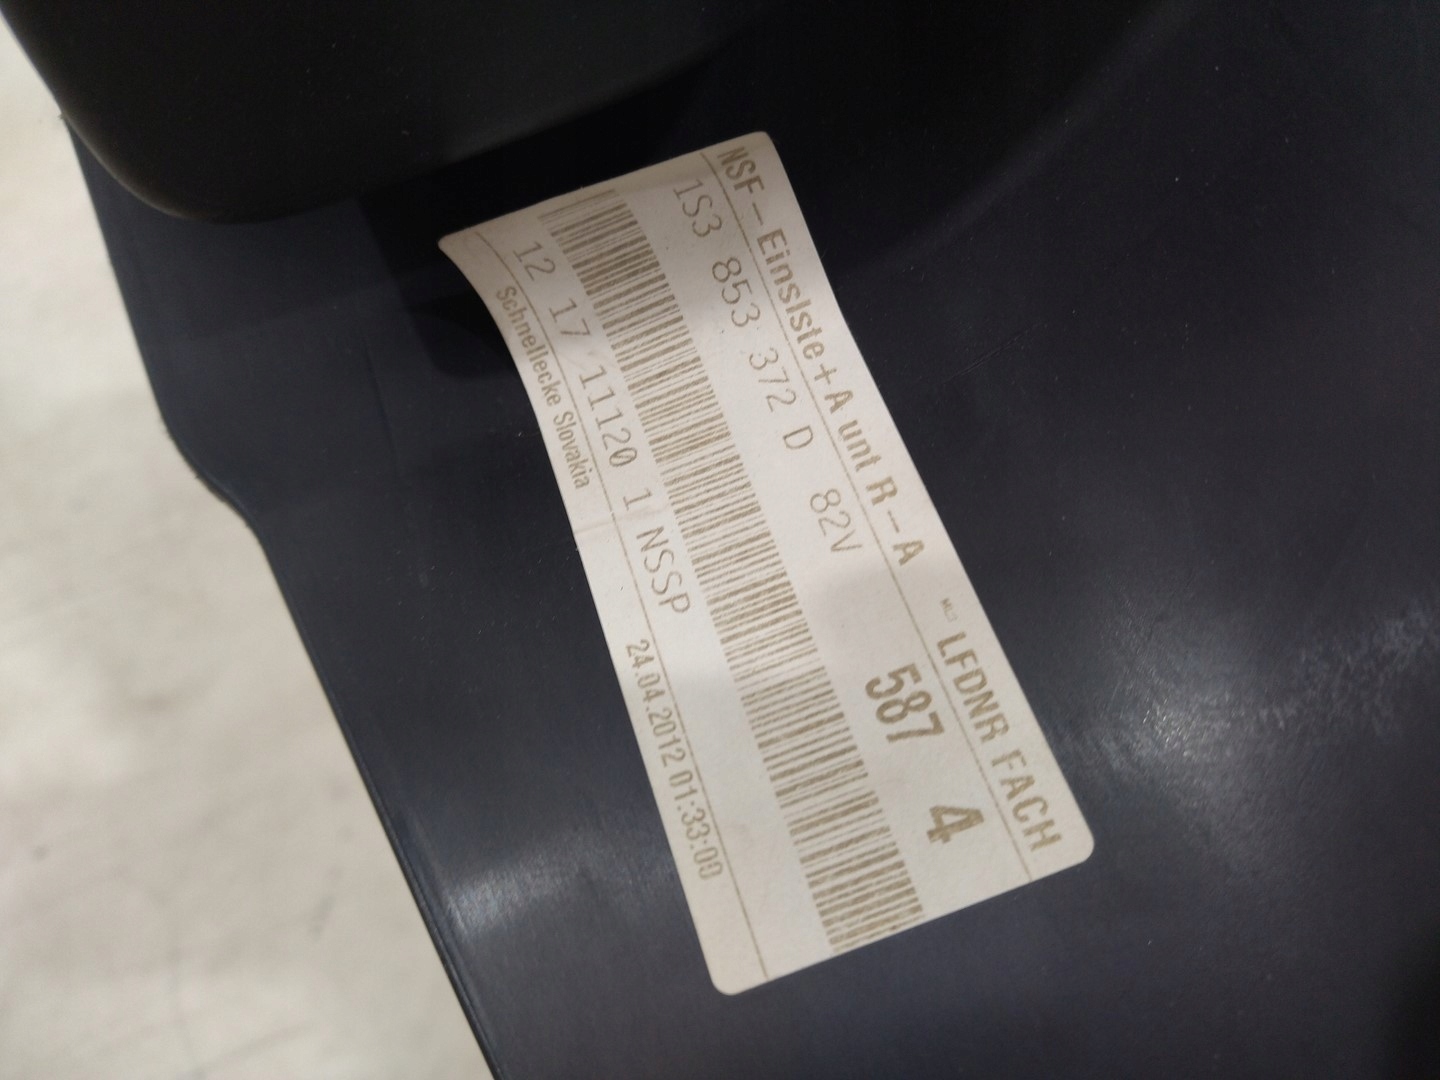 NSF-Einslste+A unt R-A LFDNR FACH
1S3 853 372 D 82V 587 4
12 17 11120 1 NSSP
Schnellecke Slovakia 24.04.2012 01:33:00